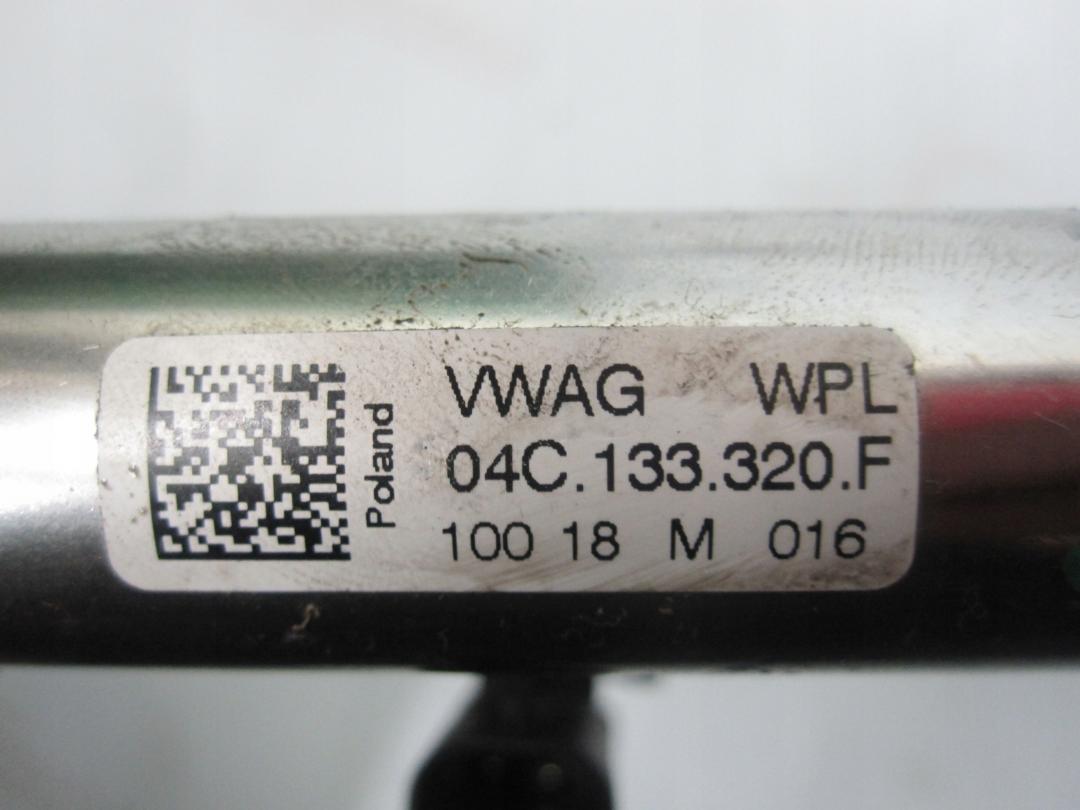 VWAG WPL
04C.133.320.F
100 18 M 016
Poland